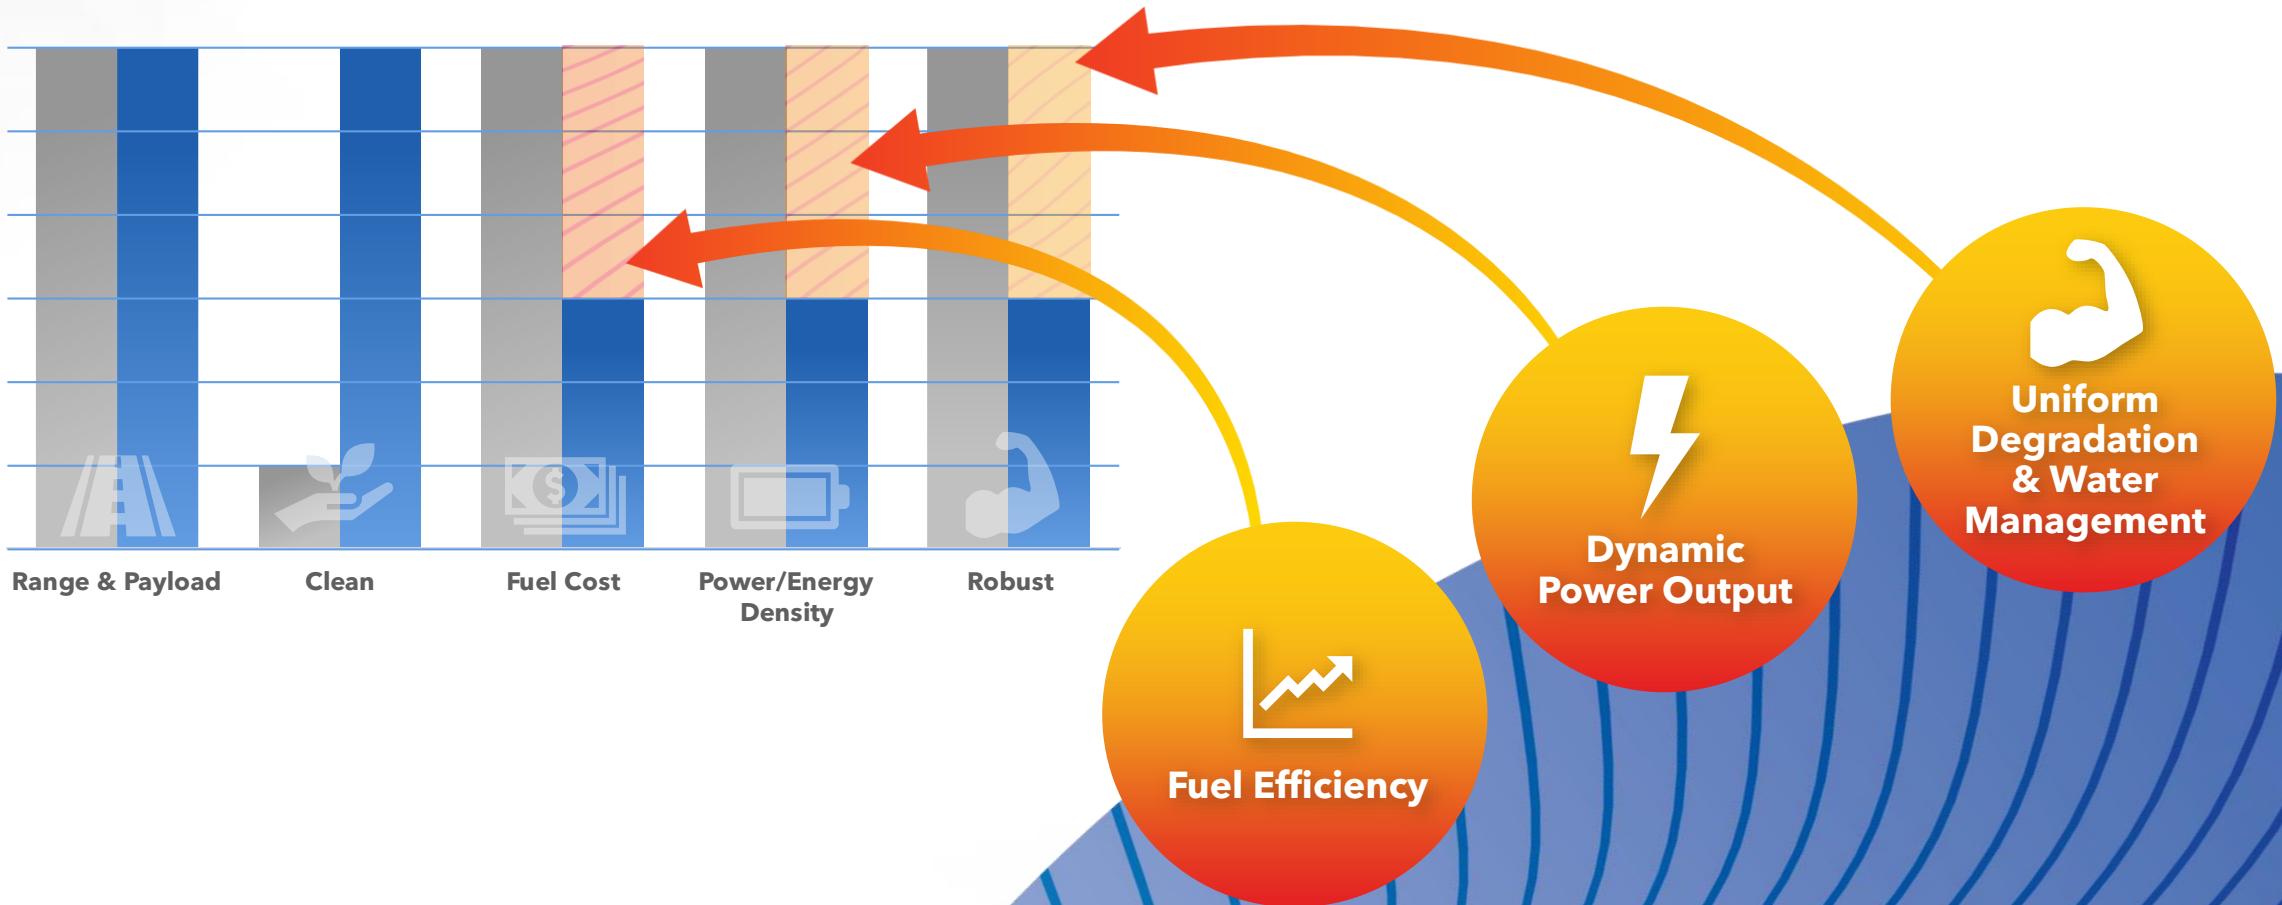 Range & Payload
Clean
Fuel Cost
Power/Energy
Density
Robust
$
Fuel Efficiency
Dynamic
Power Output
Uniform
Degradation
& Water
Management